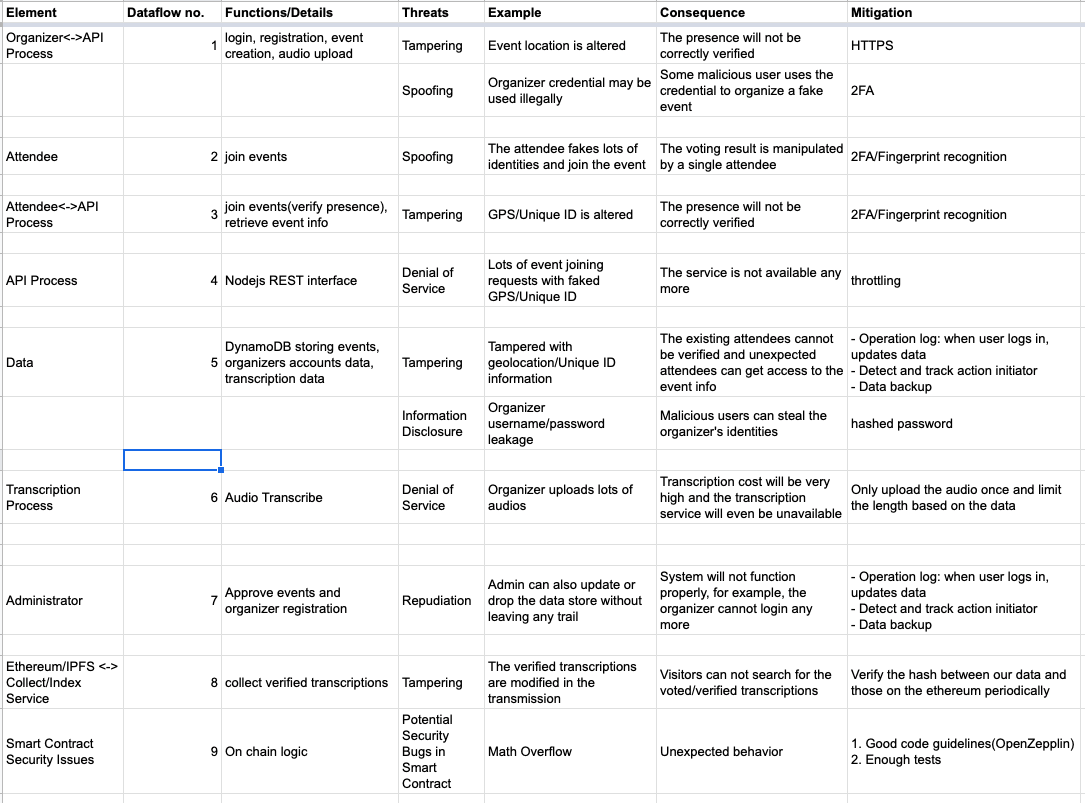 Element Dataflow no. Functions/Details Threats Example Consequence Mitigation
Organizer<->API
Process
1
login, registration, event
creation, audio upload
Tampering
Event location is altered
The presence will not be
correctly verified
HTTPS
Spoofing
Organizer credential may be
used illegally
Some malicious user uses the
credential to organize a fake
event
2FA
Attendee
2
join events
Spoofing
The attendee fakes lots of
identities and join the event
The voting result is manipulated
by a single attendee
2FA/Fingerprint recognition
Attendee<->API
Process
3
join events(verify presence),
retrieve event info
Tampering
GPS/Unique ID is altered
The presence will not be
correctly verified
2FA/Fingerprint recognition
API Process
4
Nodejs REST interface
Denial of
Service
Lots of event joining
requests with faked
GPS/Unique ID
The service is not available any
more
throttling
Data
5
DynamoDB storing events,
organizers accounts data,
transcription data
Tampering
Tampered with
geolocation/Unique ID
information
The existing attendees cannot
be verified and unexpected
attendees can get access to the
event info
- Operation log: when user logs in,
updates data
- Detect and track action initiator
- Data backup
Information
Disclosure
Organizer
username/password
leakage
Malicious users can steal the
organizer's identities
hashed password
Transcription
Process
6
Audio Transcribe
Denial of
Service
Organizer uploads lots of
audios
Transcription cost will be very
high and the transcription
service will even be unavailable
Only upload the audio once and limit
the length based on the data
Administrator
7
Approve events and
organizer registration
Repudiation
Admin can also update or
drop the data store without
leaving any trail
System will not function
properly, for example, the
organizer cannot login any
more
- Operation log: when user logs in,
updates data
- Detect and track action initiator
- Data backup
Ethereum/IPFS <->
Collect/Index
Service
8
collect verified transcriptions
Tampering
The verified transcriptions
are modified in the
transmission
Visitors can not search for the
voted/verified transcriptions
Verify the hash between our data and
those on the ethereum periodically
Smart Contract
Security Issues
9
On chain logic
Potential
Security
Bugs in
Smart
Contract
Math Overflow
Unexpected behavior
1. Good code guidelines(OpenZepplin)
2. Enough tests